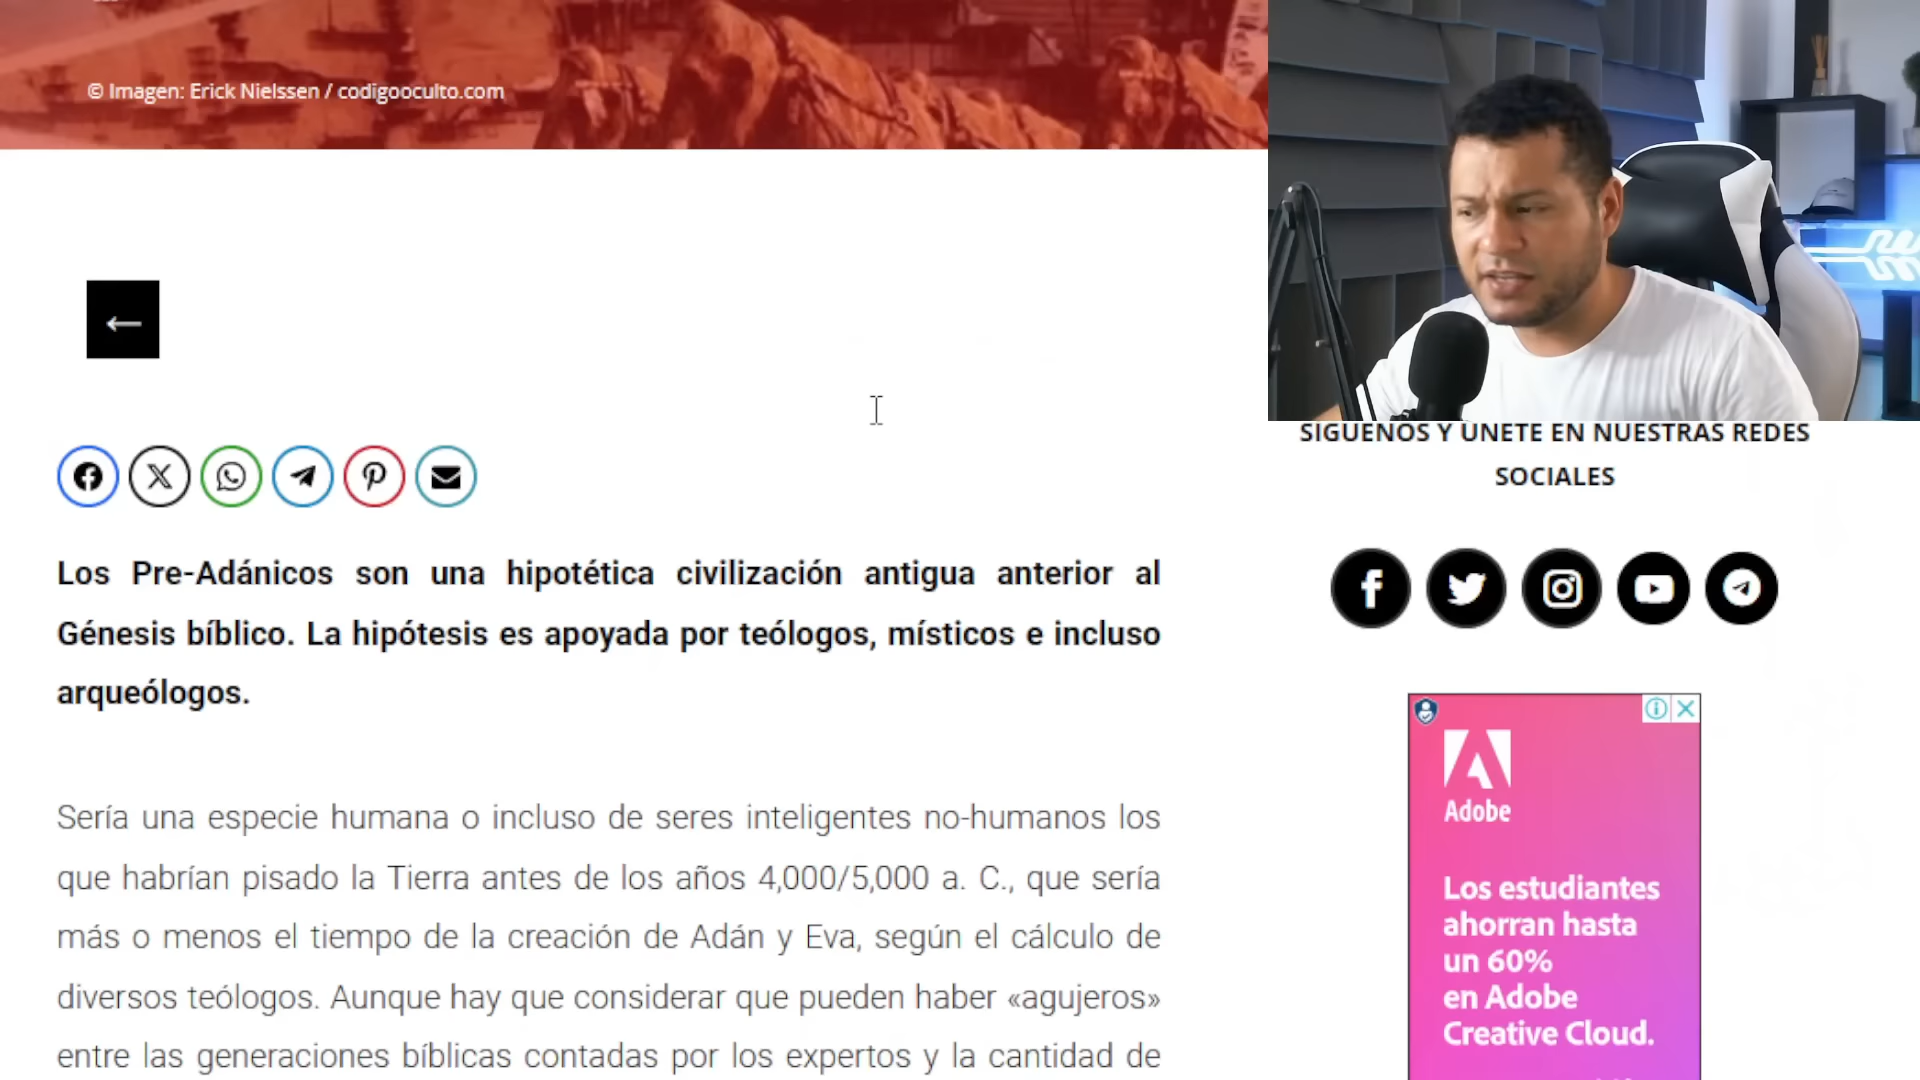 © Imagen: Erick Nielssen / codigooculto.com
Los Pre-Adánicos son una hipotética civilización antigua anterior al
Génesis bíblico. La hipótesis es apoyada por teólogos, místicos e incluso
arqueólogos.
Sería una especie humana o incluso de seres inteligentes no-humanos los
que habrían pisado la Tierra antes de los años 4,000/5,000 a. C., que sería
más o menos el tiempo de la creación de Adán y Eva, según el cálculo de
diversos teólogos. Aunque hay que considerar que pueden haber «agujeros»
entre las generaciones bíblicas contadas por los expertos y la cantidad de
SÍGUENOS Y ÚNETE EN NUESTRAS REDES
SOCIALES
Adobe
Los estudiantes
ahorran hasta
un 60%
en Adobe
Creative Cloud.